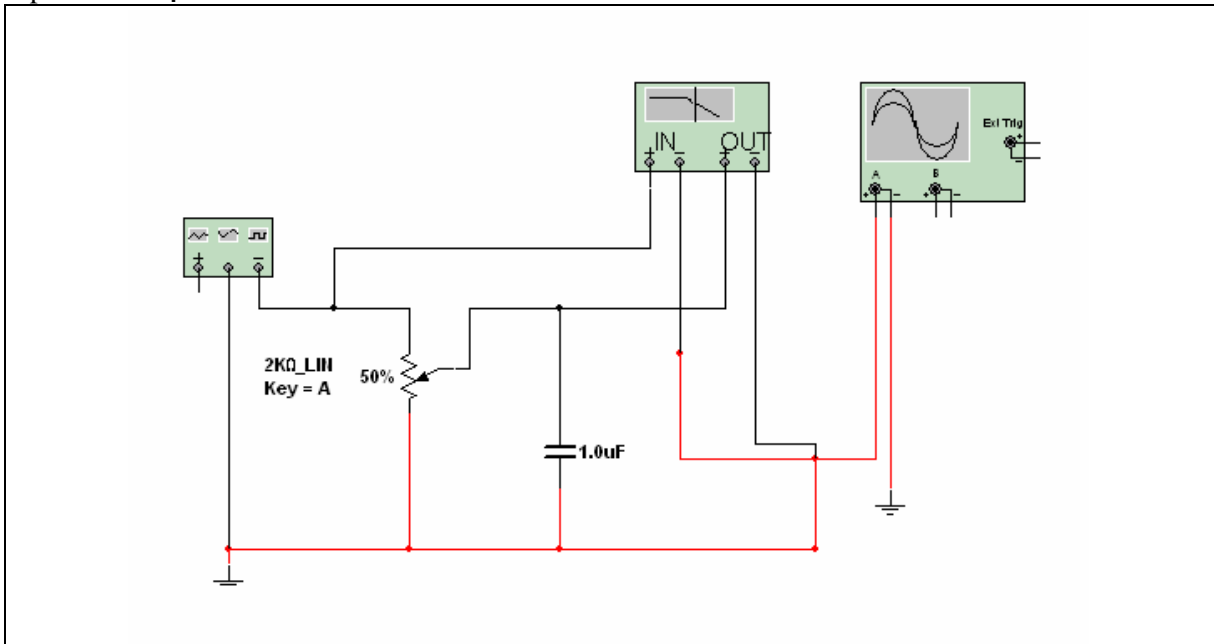 IN OUT
+ − + −
Ext Trig
+
−
A B
+ − + −
+ −
2KΩ_LIN
Key = A
50%
1.0uF